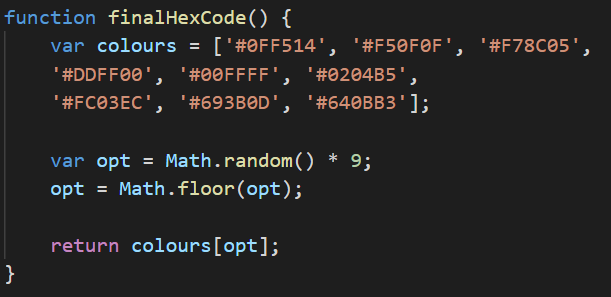 function finalHexCode() {
    var colours = ['#0FF514', '#F50F0F', '#F78C05',
    '#DDFF00', '#00FFFF', '#0204B5',
    '#FC03EC', '#693B0D', '#640BB3'];

    var opt = Math.random() * 9;
    opt = Math.floor(opt);

    return colours[opt];
}